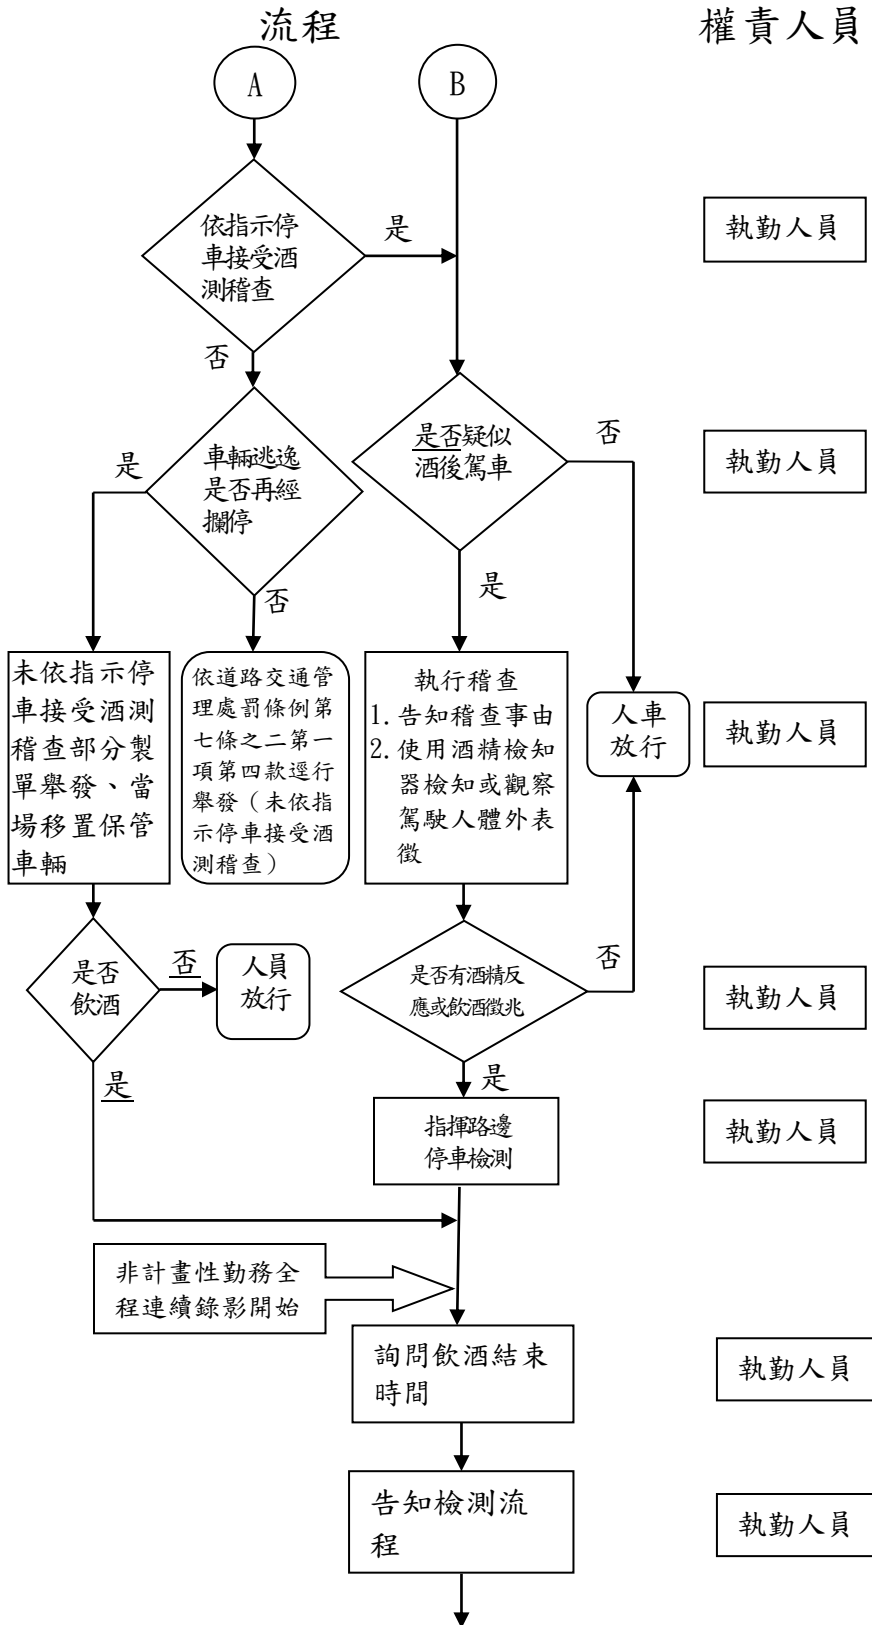 流程
權責人員
A
B
依指示停
車接受酒
測稽查
是
執勤人員
否
車輛逃逸
是否再經
攔停
是
是否疑似
酒後駕車
否
執勤人員
否
是
未依指示停
車接受酒測
稽查部分製
單舉發、當
場移置保管
車輛
依道路交通管
理處罰條例第
七條之二第一
項第四款逕行
舉發（未依指
示停車接受酒
測稽查）
執行稽查
1. 告知稽查事由
2. 使用酒精檢知
器檢知或觀察
駕駛人體外表
徵
人車
放行
執勤人員
是否
飲酒
否
人員
放行
是否有酒精反
應或飲酒徵兆
否
執勤人員
是
是
指揮路邊
停車檢測
執勤人員
非計畫性勤務全
程連續錄影開始
詢問飲酒結束
時間
執勤人員
告知檢測流
程
執勤人員